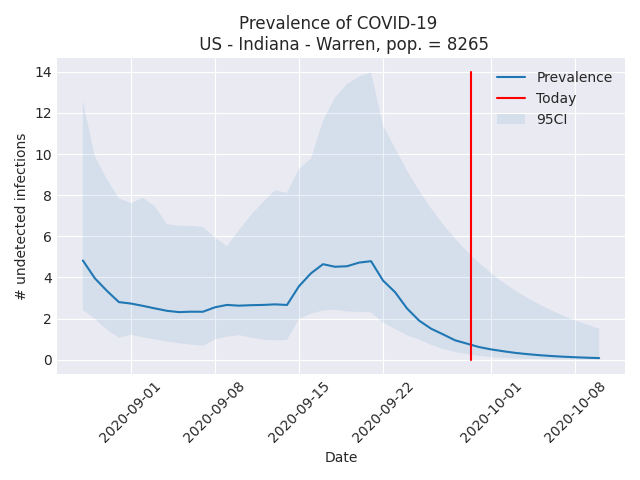 Prevalence of COVID-19
US - Indiana - Warren, pop. = 8265
# undetected infections
14
12
10
8
6
4
2
0
Prevalence
Today
95CI
2020-09-01
2020-09-08
2020-09-15
2020-09-22
2020-10-01
2020-10-08
Date